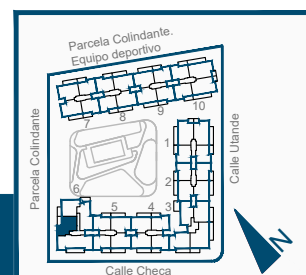 Parcela Colindante.
Equipo deportivo
10
9
8
7
Parcela Colindante
Calle Utande
1
2
3
6
5
4
Calle Checa
N